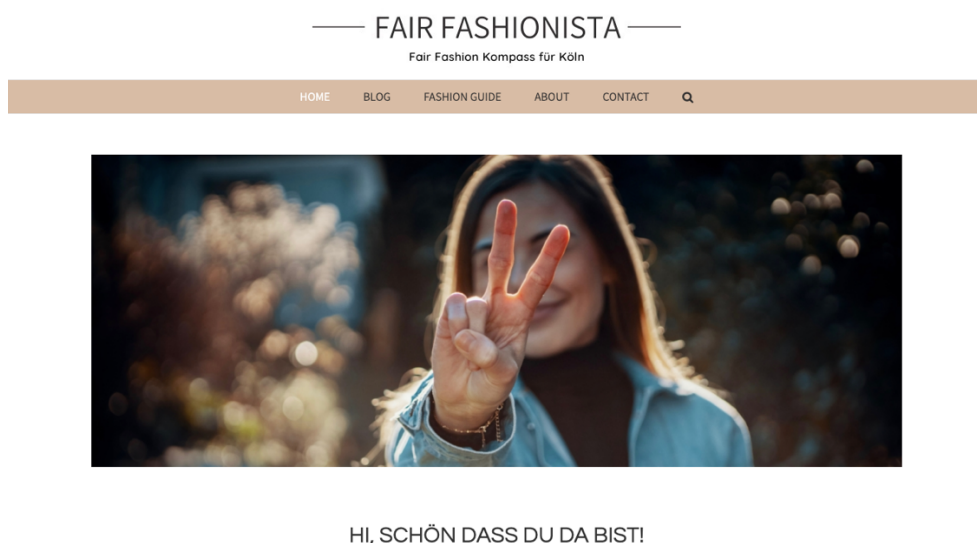 FAIR FASHIONISTA
Fair Fashion Kompass für Köln
HOME BLOG FASHION GUIDE ABOUT CONTACT
HI, SCHÖN DASS DU DA BIST!